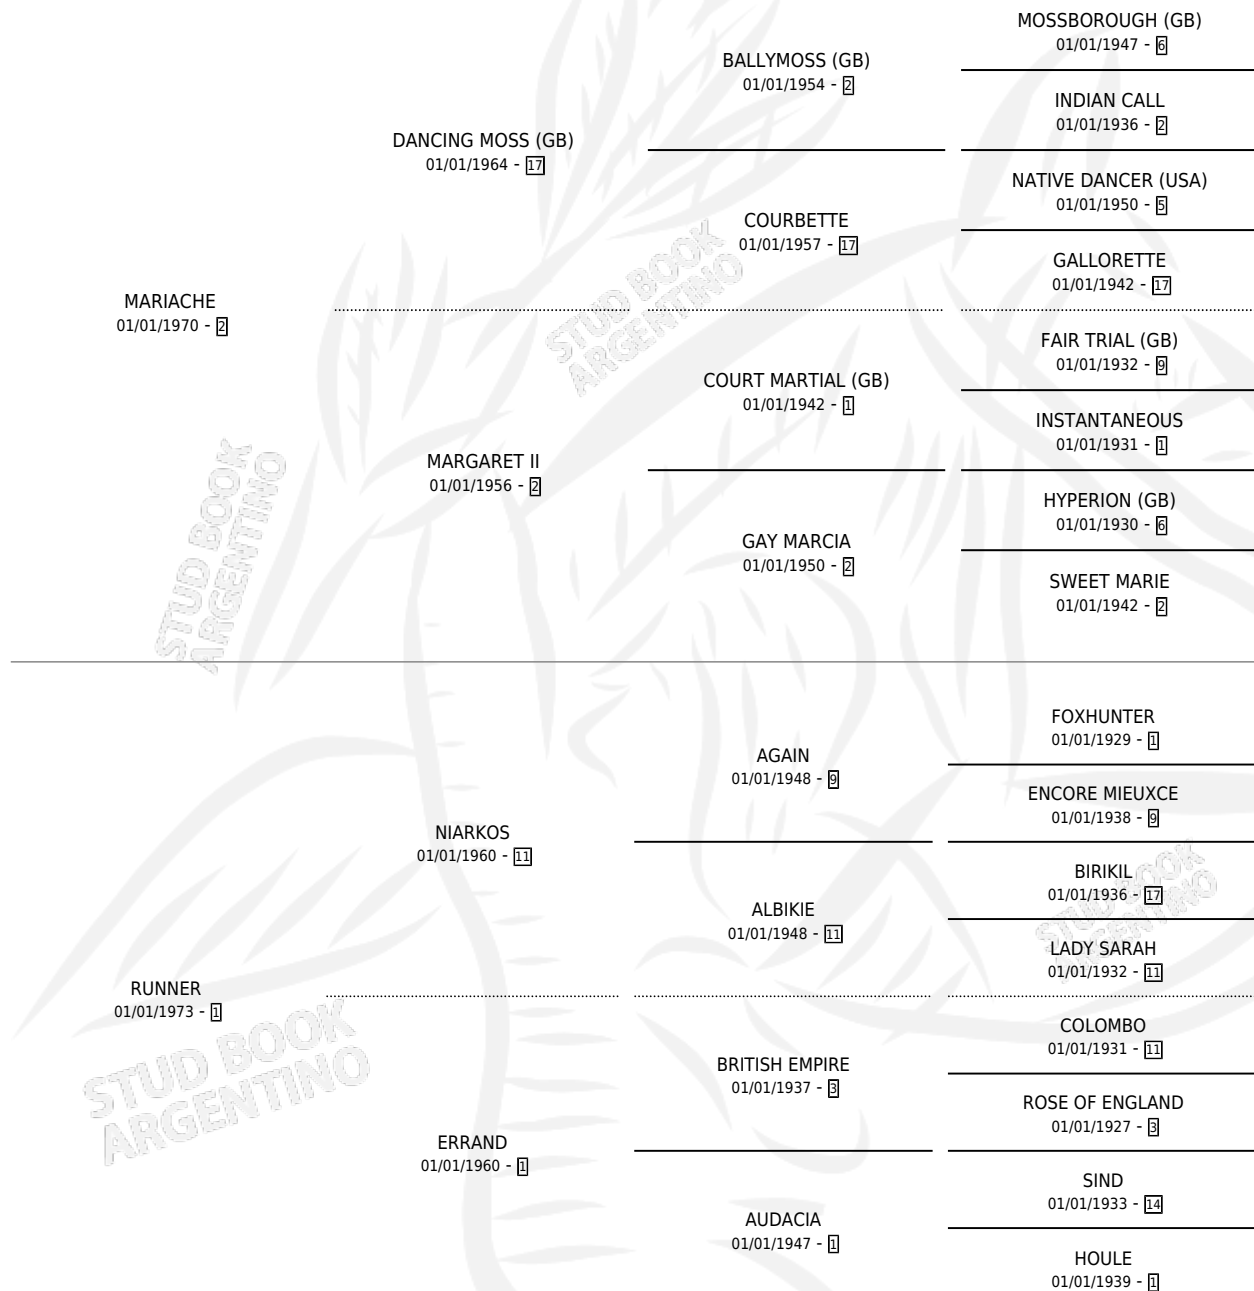 MOSSBOROUGH (GB)
01/01/1947 - 6
BALLYMOSS (GB)
01/01/1954 - 2
INDIAN CALL
01/01/1936 - 2
DANCING MOSS (GB)
01/01/1964 - 17
NATIVE DANCER (USA)
01/01/1950 - 5
COURBETTE
01/01/1957 - 17
GALLORETTE
01/01/1942 - 17
MARIACHE
01/01/1970 - 2
STUD BOOK
ARGENTINO
FAIR TRIAL (GB)
01/01/1932 - 9
COURT MARTIAL (GB)
01/01/1942 - 1
INSTANTANEOUS
01/01/1931 - 1
MARGARET II
01/01/1956 - 2
HYPERION (GB)
01/01/1930 - 6
GAY MARCIA
01/01/1950 - 2
SWEET MARIE
01/01/1942 - 2
STUD BOOK
ARGENTINO
FOXHUNTER
01/01/1929 - 1
AGAIN
01/01/1948 - 9
ENCORE MIEUXCE
01/01/1938 - 9
NIARKOS
01/01/1960 - 11
BIRIKIL
01/01/1936 - 17
ALBIKIE
01/01/1948 - 11
LADY SARAH
01/01/1932 - 11
STUD BOOK
ARGENTINO
RUNNER
01/01/1973 - 1
COLOMBO
01/01/1931 - 11
BRITISH EMPIRE
01/01/1937 - 3
ROSE OF ENGLAND
01/01/1927 - 3
STUD BOOK
ARGENTINO
ERRAND
01/01/1960 - 1
SIND
01/01/1933 - 14
AUDACIA
01/01/1947 - 1
HOULE
01/01/1939 - 1